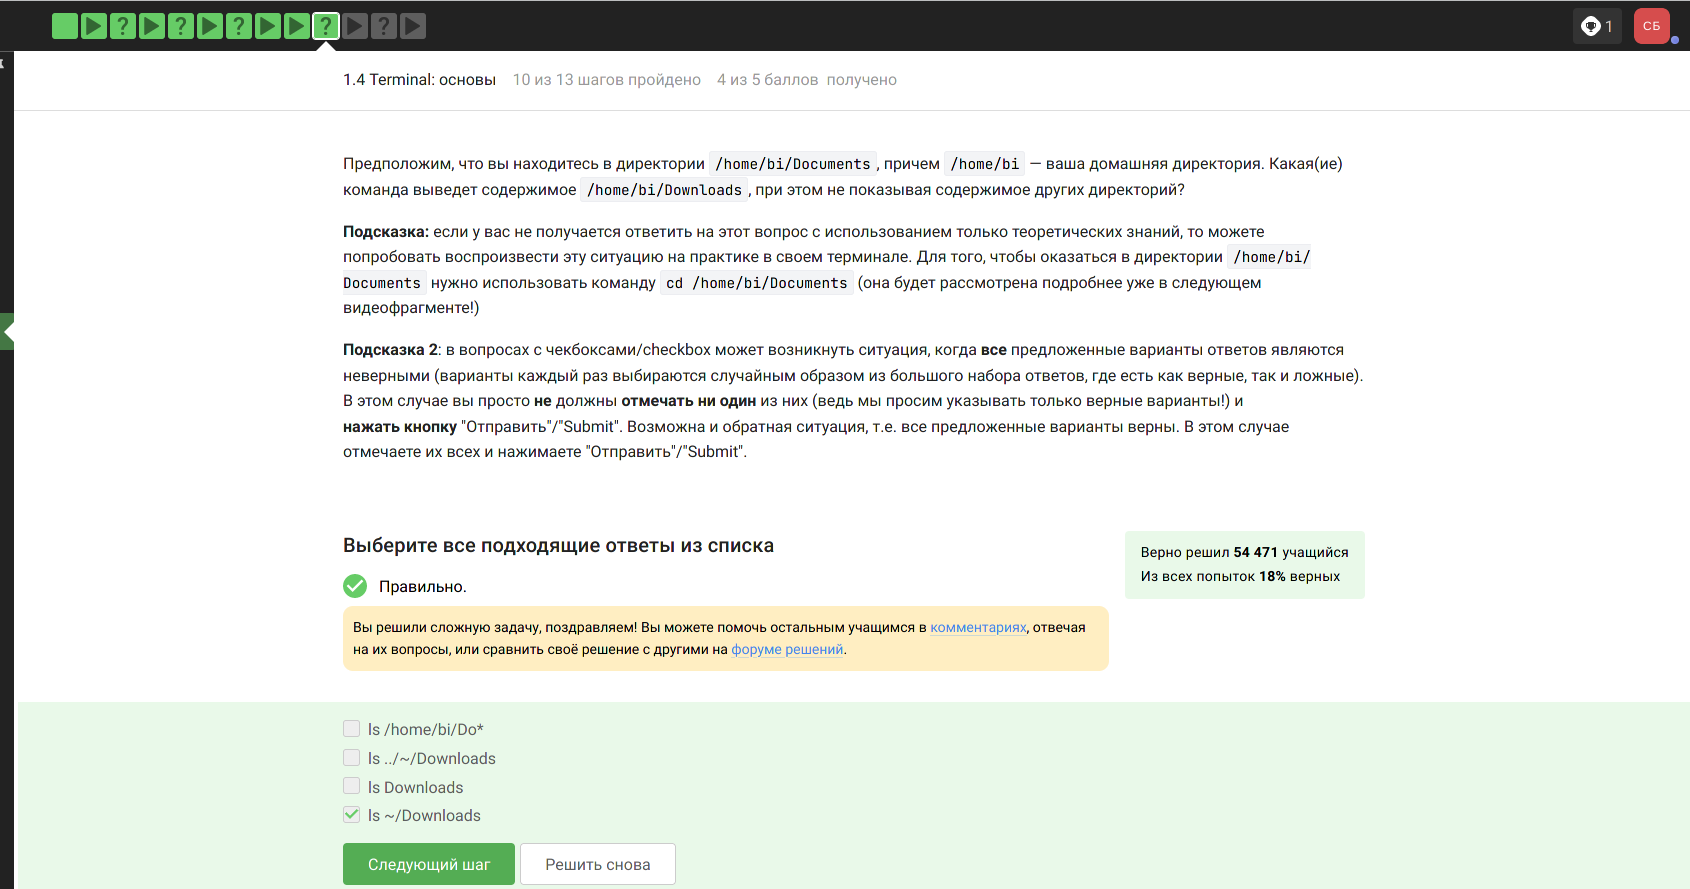 1
СБ
1.4 Terminal: основы 10 из 13 шагов пройдено 4 из 5 баллов получено
Предположим, что вы находитесь в директории /home/bi/Documents, причем /home/bi — ваша домашняя директория. Какая(ие)
команда выведет содержимое /home/bi/Downloads, при этом не показывая содержимое других директорий?
Подсказка: если у вас не получается ответить на этот вопрос с использованием только теоретических знаний, то можете
попробовать воспроизвести эту ситуацию на практике в своем терминале. Для того, чтобы оказаться в директории /home/bi/
Documents нужно использовать команду cd /home/bi/Documents (она будет рассмотрена подробнее уже в следующем
видеофрагменте!)
Подсказка 2: в вопросах с чекбоксами/checkbox может возникнуть ситуация, когда все предложенные варианты ответов являются
неверными (варианты каждый раз выбираются случайным образом из большого набора ответов, где есть как верные, так и ложные).
В этом случае вы просто не должны отмечать ни один из них (ведь мы просим указывать только верные варианты!) и
нажать кнопку "Отправить"/"Submit". Возможна и обратная ситуация, т.е. все предложенные варианты верны. В этом случае
отмечаете их всех и нажимаете "Отправить"/"Submit".
Выберите все подходящие ответы из списка
Верно решил 54 471 учащийся
Из всех попыток 18% верных
Правильно.
Вы решили сложную задачу, поздравляем! Вы можете помочь остальным учащимся в комментариях, отвечая
на их вопросы, или сравнить своё решение с другими на форуме решений.
ls /home/bi/Do*
ls ../~/Downloads
ls Downloads
ls ~/Downloads
Следующий шаг Решить снова